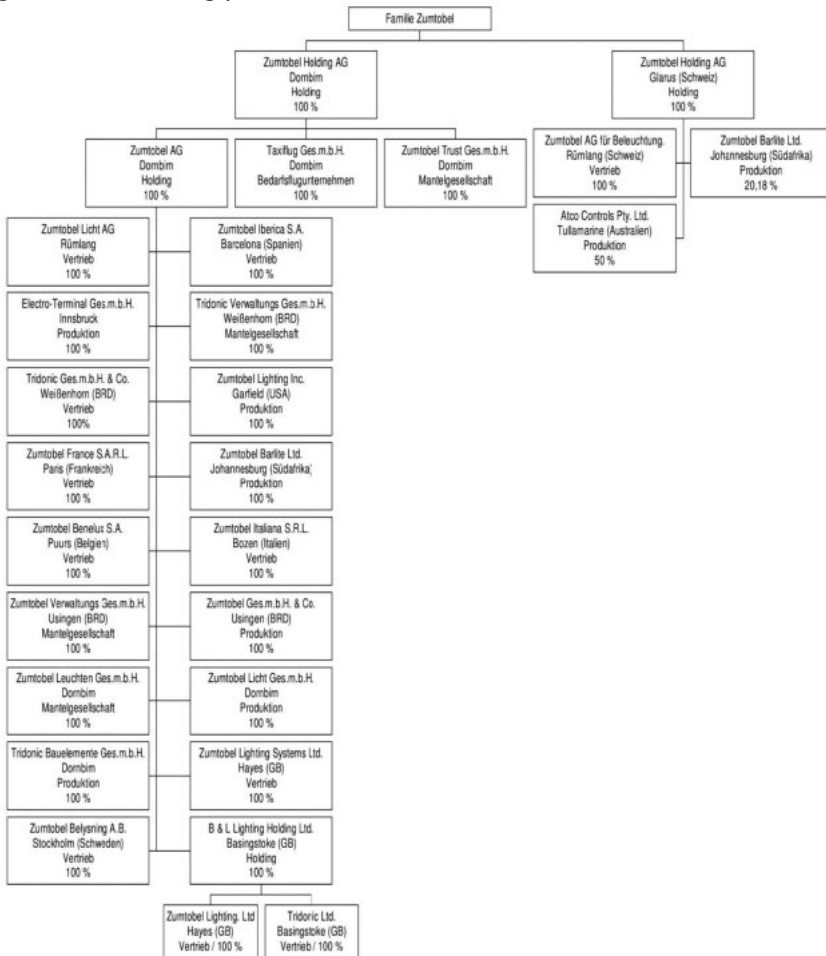 Familie Zumtobel
Zumtobel Holding AG
Dornbirn
Holding
100 %
Zumtobel Holding AG
Glarus (Schweiz)
Holding
100 %
Zumtobel AG
Dornbirn
Holding
100 %
Taxiflug Ges.m.b.H.
Dornbirn
Bedarfsflugunternehmen
100 %
Zumtobel Trust Ges.m.b.H.
Dornbirn
Mantelgesellschaft
100 %
Zumtobel AG für Beleuchtung.
Rümlang (Schweiz)
Vertrieb
100 %
Zumtobel Barlite Ltd.
Johannesburg (Südafrika)
Produktion
20,18 %
Atco Controls Pty. Ltd.
Tullamarine (Australien)
Produktion
50 %
Zumtobel Licht AG
Rümlang
Vertrieb
100 %
Zumtobel Iberica S.A.
Barcelona (Spanien)
Vertrieb
100 %
Electro-Terminal Ges.m.b.H.
Innsbruck
Produktion
100 %
Tridonic Verwaltungs Ges.m.b.H.
Weißenhorn (BRD)
Mantelgesellschaft
100 %
Tridonic Ges.m.b.H. & Co.
Weißenhorn (BRD)
Vertrieb
100%
Zumtobel Lighting Inc.
Garfield (USA)
Produktion
100 %
Zumtobel France S.A.R.L.
Paris (Frankreich)
Vertrieb
100 %
Zumtobel Barlite Ltd.
Johannesburg (Südafrika)
Produktion
100 %
Zumtobel Benelux S.A.
Puurs (Belgien)
Vertrieb
100 %
Zumtobel Italiana S.R.L.
Bozen (Italien)
Vertrieb
100 %
Zumtobel Verwaltungs Ges.m.b.H.
Usingen (BRD)
Mantelgesellschaft
100 %
Zumtobel Ges.m.b.H. & Co.
Usingen (BRD)
Produktion
100 %
Zumtobel Leuchten Ges.m.b.H.
Dornbirn
Mantelgesellschaft
100 %
Zumtobel Licht Ges.m.b.H.
Dornbirn
Produktion
100 %
Tridonic Bauelemente Ges.m.b.H.
Dornbirn
Produktion
100 %
Zumtobel Lighting Systems Ltd.
Hayes (GB)
Vertrieb
100 %
Zumtobel Belysning A.B.
Stockholm (Schweden)
Vertrieb
100 %
B & L Lighting Holding Ltd.
Basingstoke (GB)
Holding
100 %
Zumtobel Lighting. Ltd
Hayes (GB)
Vertrieb / 100 %
Tridonic Ltd.
Basingstoke (GB)
Vertrieb / 100 %